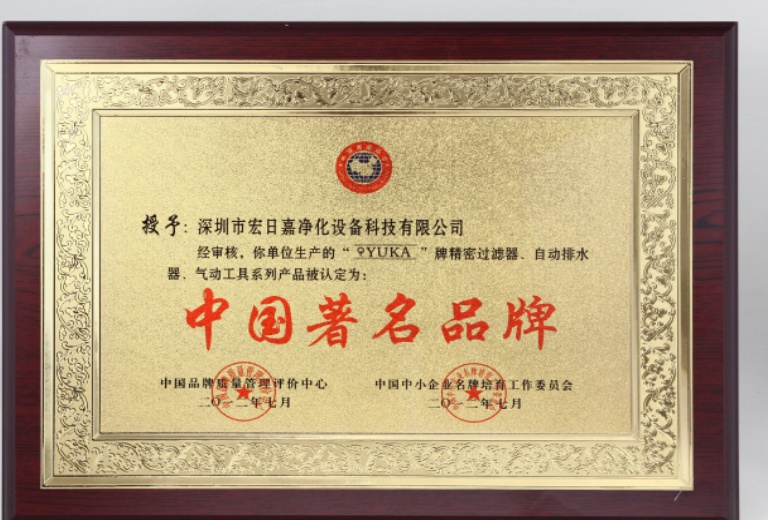 授予：深圳市宏日嘉净化设备科技有限公司
经审核，你单位生产的“YUKA”牌精密过滤器、自动排水
器、气动工具系列产品被认定为：
中国著名品牌
中国品牌质量管理评价中心 中国中小企业名牌培育工作委员会
二〇一二年七月 二〇一二年七月